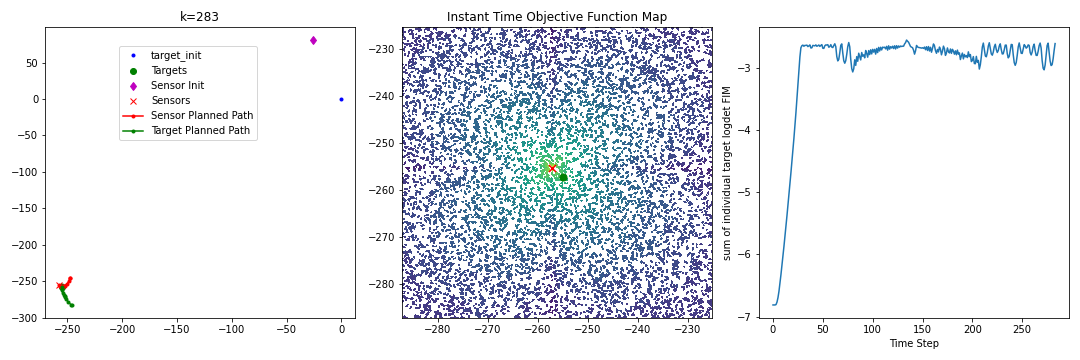 k=283
target_init
Targets
Sensor Init
Sensors
Sensor Planned Path
Target Planned Path
50
0
−50
−100
−150
−200
−250
−300
−250 −200 −150 −100 −50 0
Instant Time Objective Function Map
−230
−240
−250
−260
−270
−280
−280 −270 −260 −250 −240 −230
sum of individual target logdet FIM
−3
−4
−5
−6
−7
0 50 100 150 200 250
Time Step